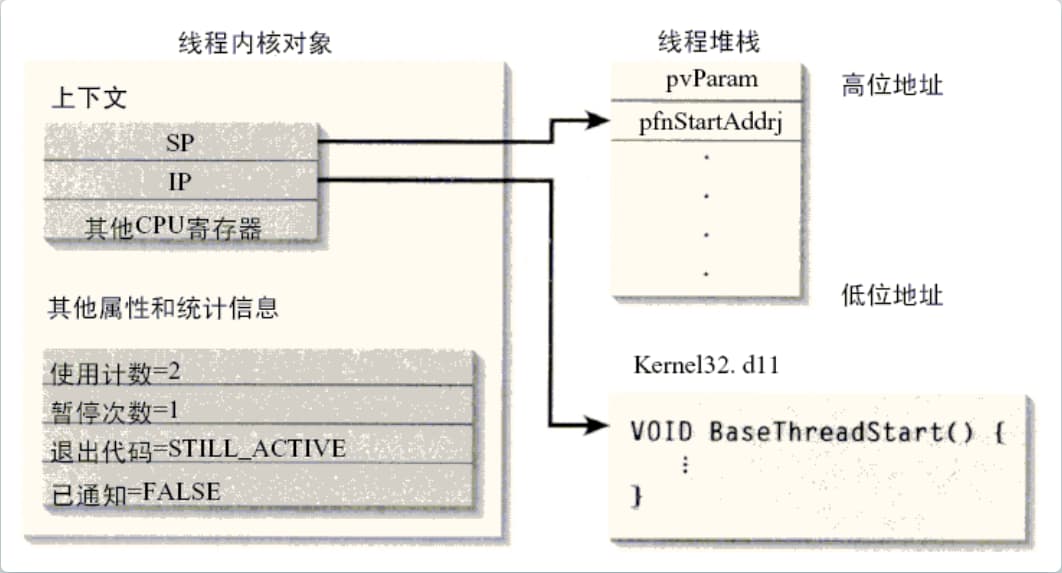 线程内核对象
上下文
SP
IP
其他CPU寄存器
其他属性和统计信息
使用计数=2
暂停次数=1
退出代码=STILL_ACTIVE
已通知=FALSE
线程堆栈
pvParam
pfnStartAddrj
.
.
.
.
高位地址
低位地址
Kernel32. d11
VOID BaseThreadStart() {
⋮
}